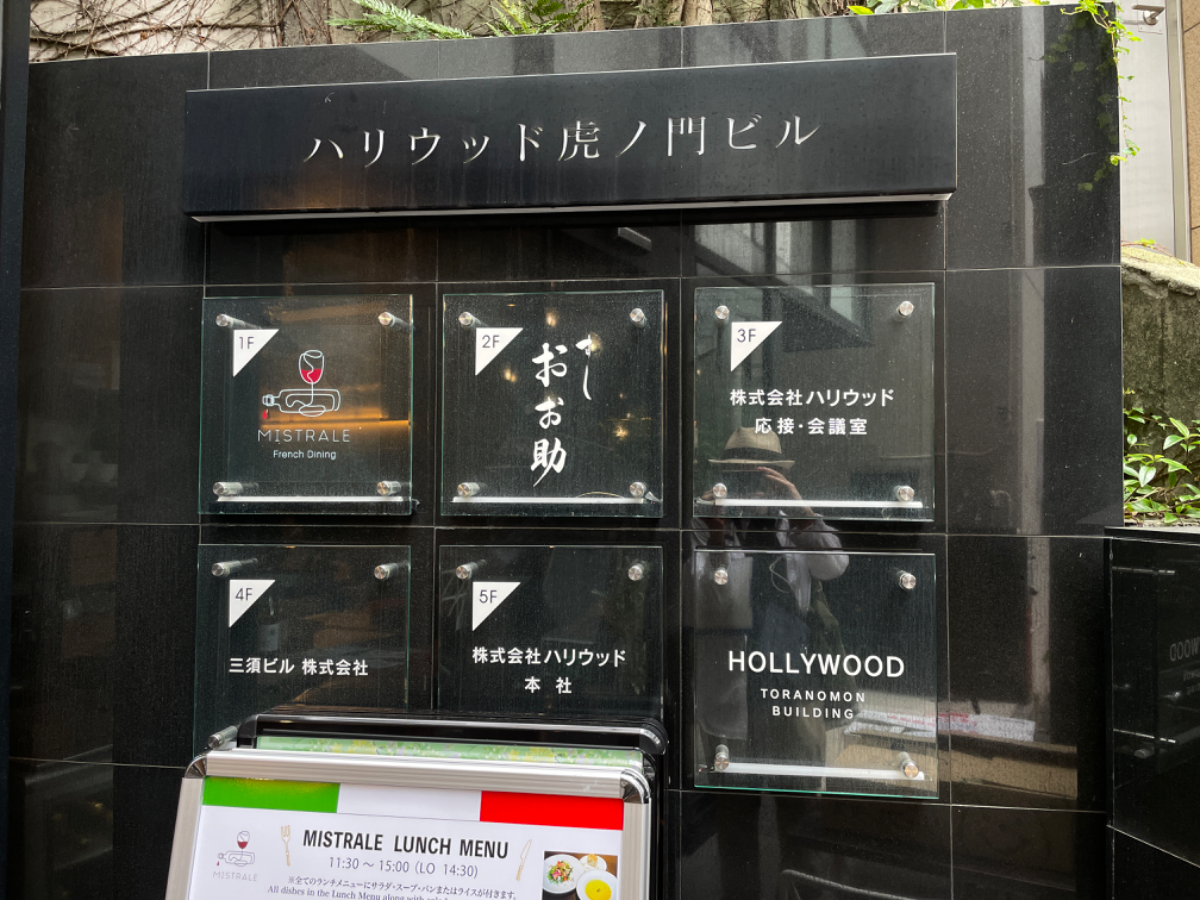 ハリウッド虎ノ門ビル
1F
MISTRALE
French Dining
2F
すし
おお助
3F
株式会社ハリウッド
応接・会議室
4F
三須ビル 株式会社
5F
株式会社ハリウッド
本 社
HOLLYWOOD
TORANOMON
BUILDING
MISTRALE LUNCH MENU
11:30 〜 15:00 (LO 14:30)
MISTRALE
※全てのランチメニューにサラダ・スープ・パンまたはライスが付きます。
All dishes in the Lunch Menu along with